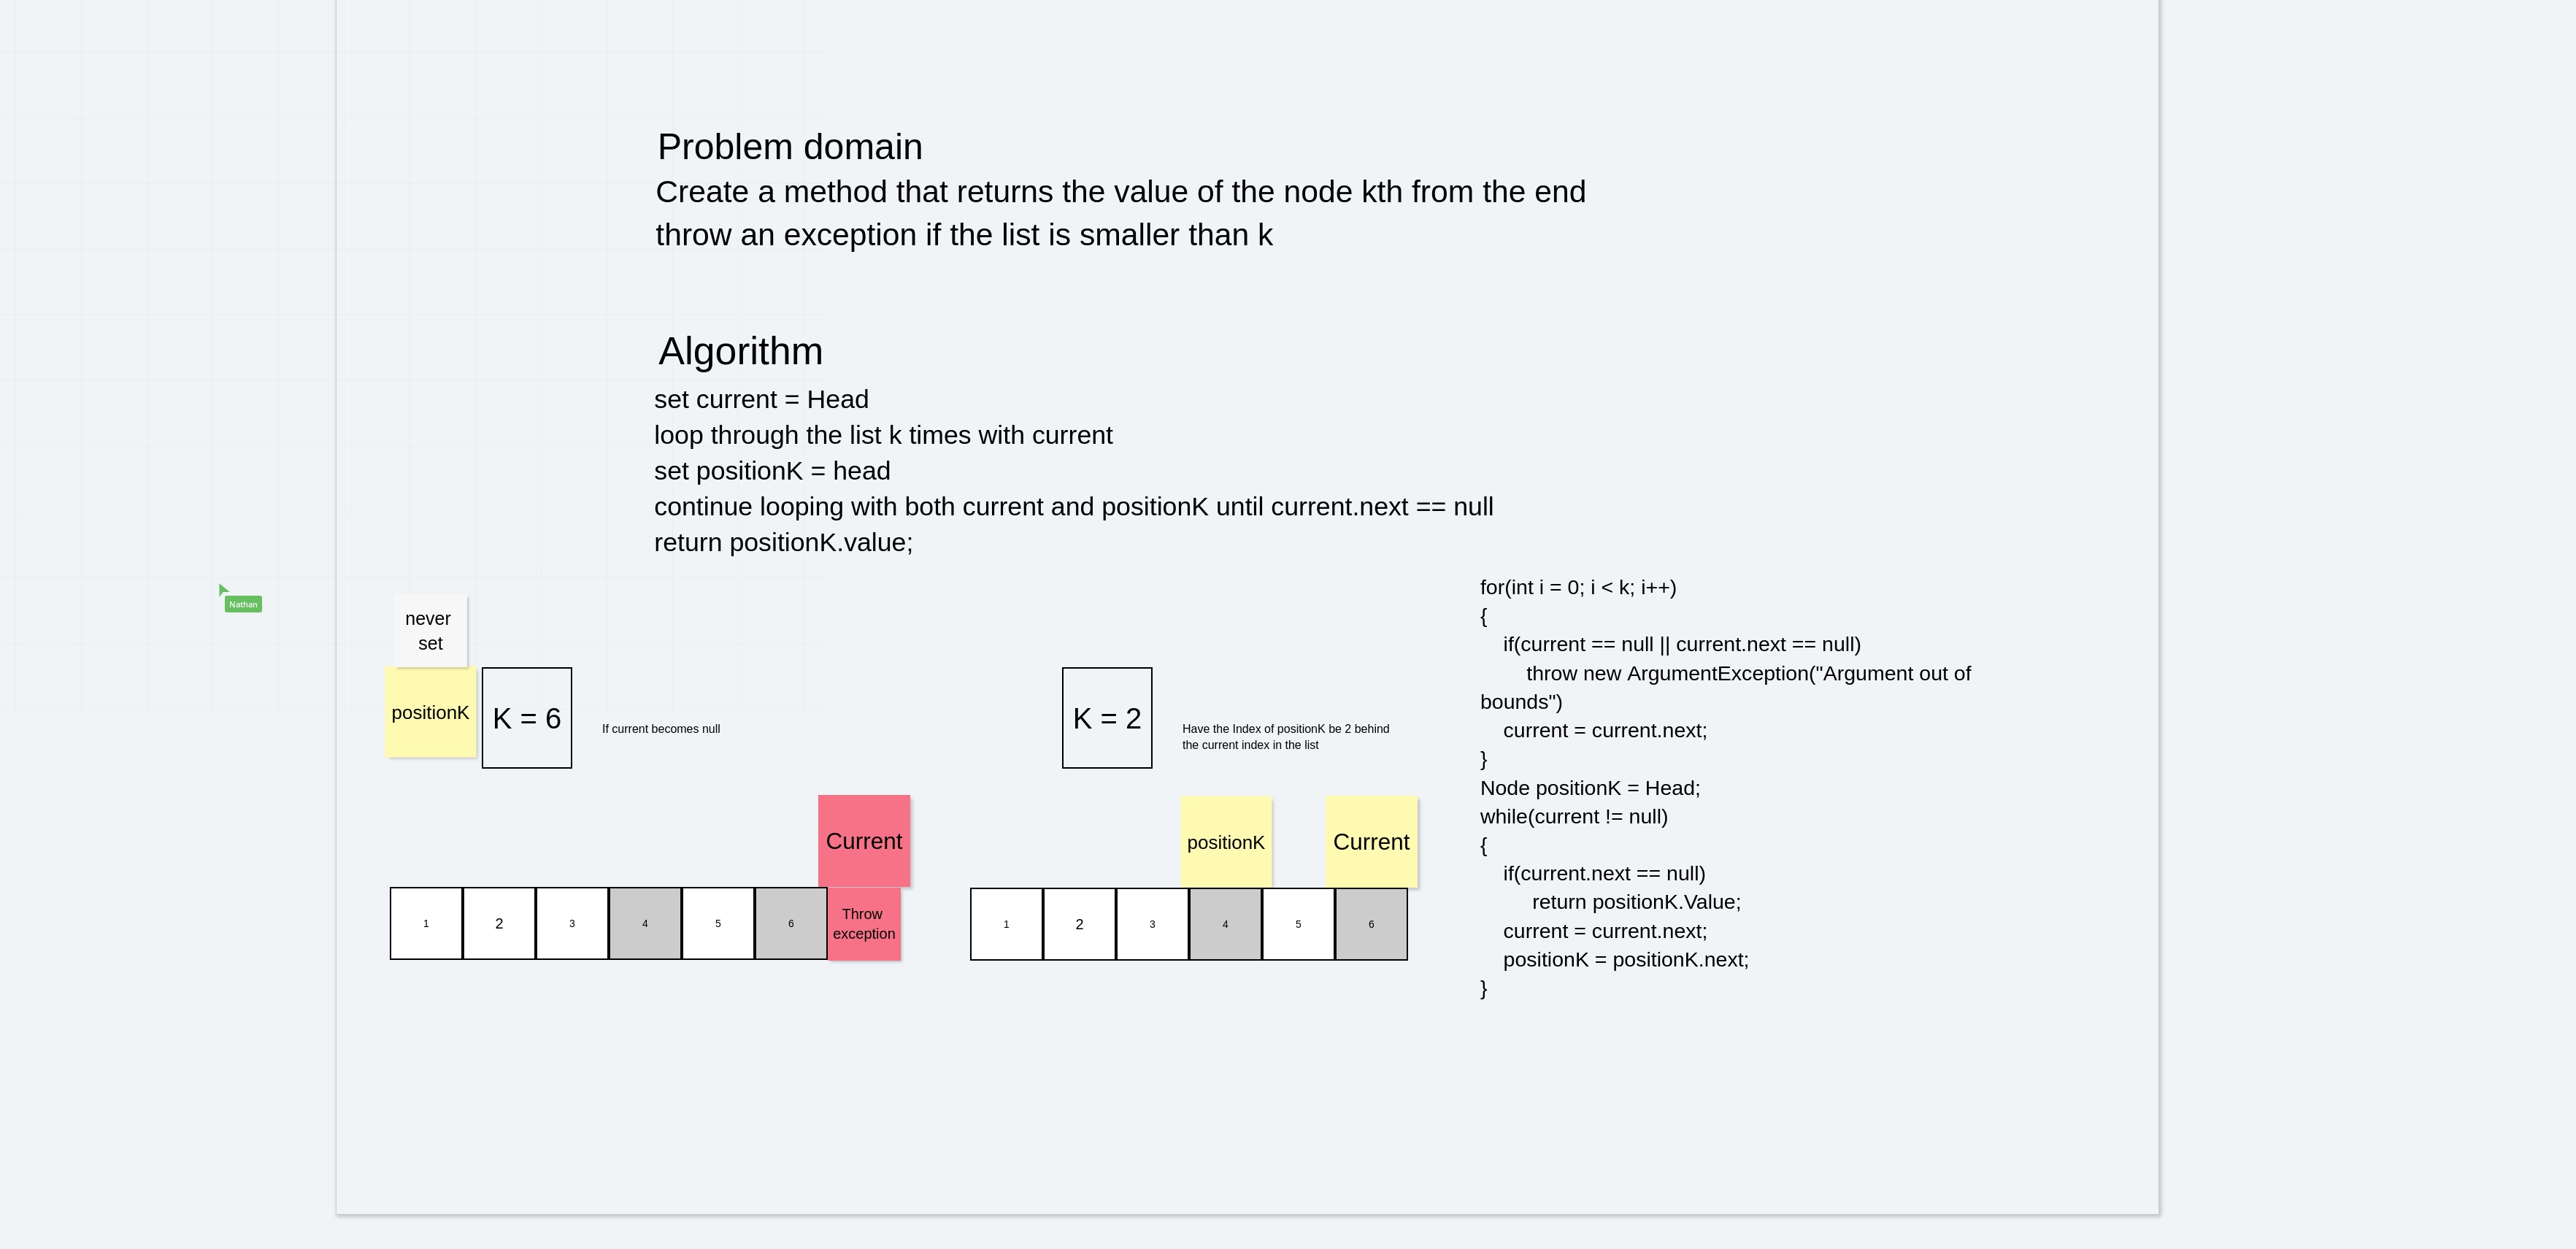 Problem domain
Create a method that returns the value of the node kth from the end
throw an exception if the list is smaller than k
Algorithm
set current = Head
loop through the list k times with current
set positionK = head
continue looping with both current and positionK until current.next == null
return positionK.value;
Nathan
never
set
positionK
K = 6
If current becomes null
Current
1
2
3
4
5
6
Throw
exception
K = 2
Have the Index of positionK be 2 behind
the current index in the list
positionK
Current
1
2
3
4
5
6
for(int i = 0; i < k; i++)
{
if(current == null || current.next == null)
throw new ArgumentException("Argument out of
bounds")
current = current.next;
}
Node positionK = Head;
while(current != null)
{
if(current.next == null)
return positionK.Value;
current = current.next;
positionK = positionK.next;
}